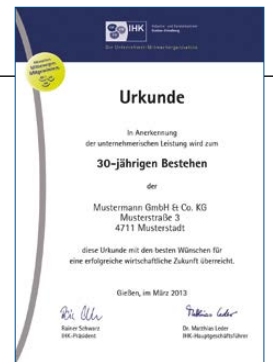 IHK
Urkunde
In Anerkennung
der unternehmerischen Leistung wird zum
30-jährigen Bestehen
der
Mustermann GmbH & Co. KG
Musterstraße 3
4711 Musterstadt
diese Urkunde mit den besten Wünschen für
eine erfolgreiche wirtschaftliche Zukunft überreicht.
Gießen, im März 2013
Rainer Schwarz
IHK-Präsident
Dr. Matthias Leder
IHK-Hauptgeschäftsführer